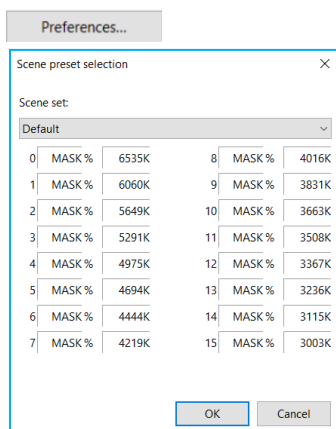 Preferences...
Scene preset selection
Scene set:
Default
0 MASK % 6535K 8 MASK % 4016K
1 MASK % 6060K 9 MASK % 3831K
2 MASK % 5649K 10 MASK % 3663K
3 MASK % 5291K 11 MASK % 3508K
4 MASK % 4975K 12 MASK % 3367K
5 MASK % 4694K 13 MASK % 3236K
6 MASK % 4444K 14 MASK % 3115K
7 MASK % 4219K 15 MASK % 3003K
OK Cancel